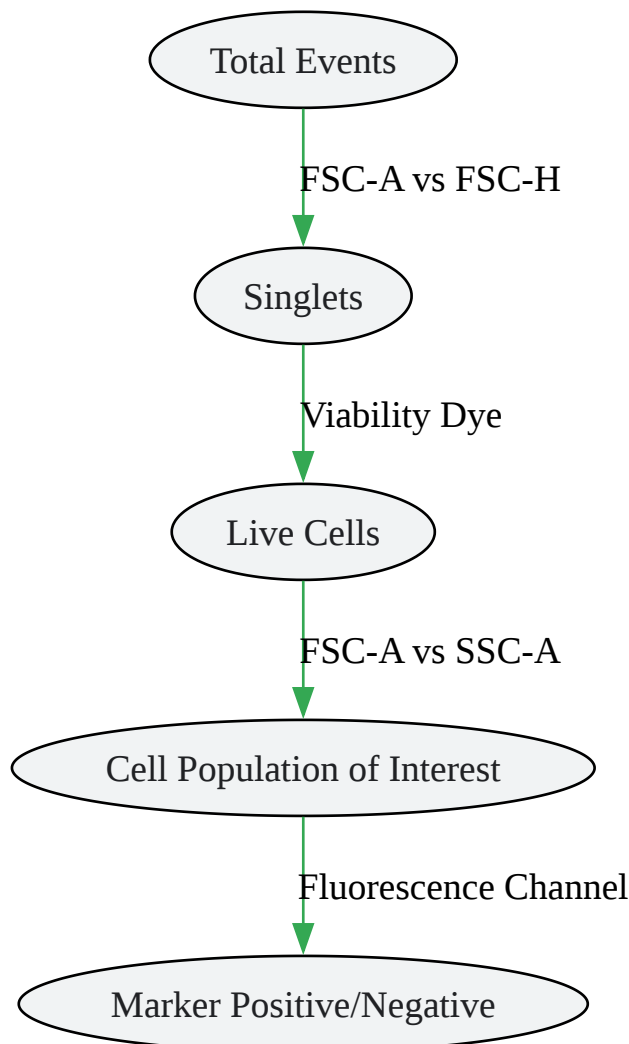 Total Events
FSC-A vs FSC-H
Singlets
Viability Dye
Live Cells
FSC-A vs SSC-A
Cell Population of Interest
Fluorescence Channel
Marker Positive/Negative